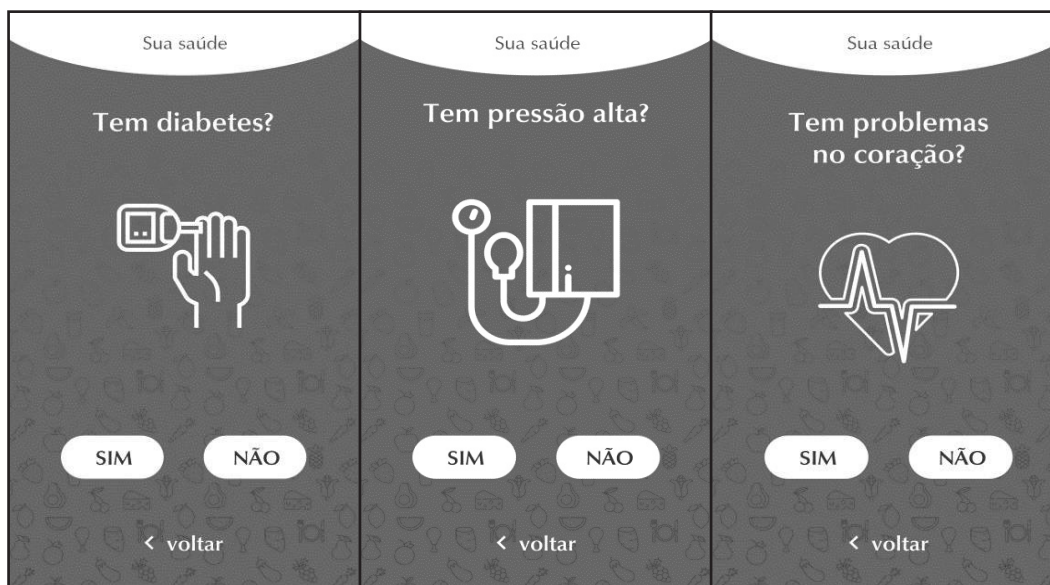 Sua saúde
Tem diabetes?
SIM
NÃO
< voltar
Sua saúde
Tem pressão alta?
SIM
NÃO
< voltar
Sua saúde
Tem problemas
no coração?
SIM
NÃO
< voltar